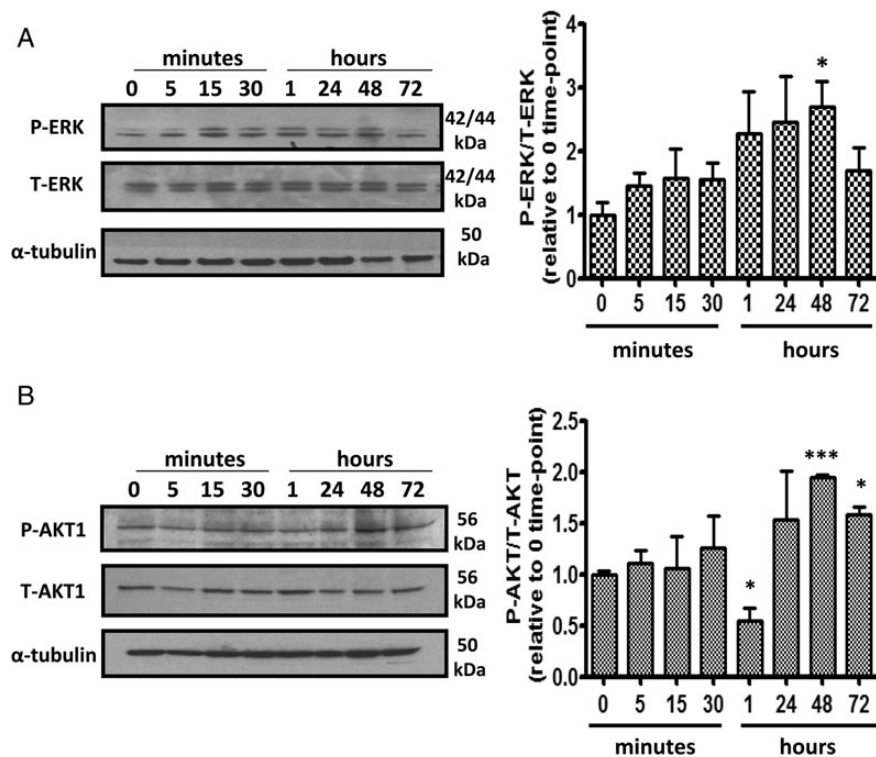 A
minutes hours
0 5 15 30 1 24 48 72
P-ERK 42/44 kDa
T-ERK 42/44 kDa
α-tubulin 50 kDa
P-ERK/T-ERK
(relative to 0 time-point)
4
3
2
1
0
*
0 5 15 30 1 24 48 72
minutes hours
B
minutes hours
0 5 15 30 1 24 48 72
P-AKT1 56 kDa
T-AKT1 56 kDa
α-tubulin 50 kDa
P-AKT/T-AKT
(relative to 0 time-point)
2.5
2.0
1.5
1.0
0.5
0.0
*
***
*
0 5 15 30 1 24 48 72
minutes hours